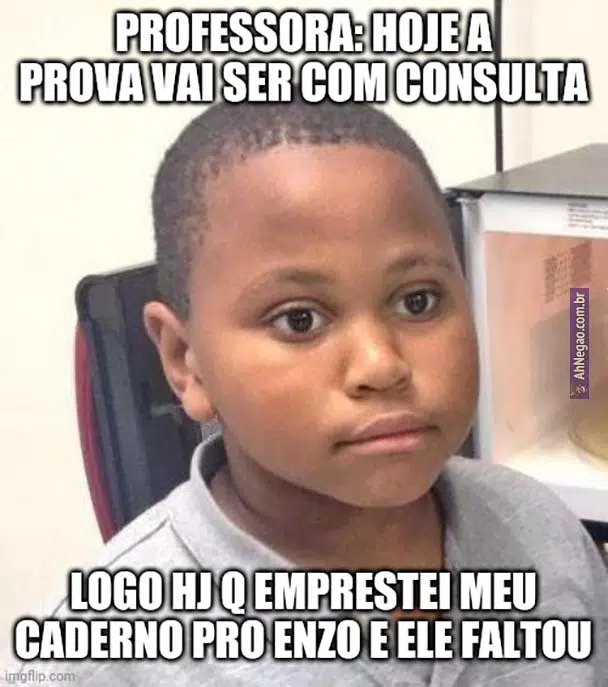 PROFESSORA: HOJE A
PROVA VAI SER COM CONSULTA
AhNegao.com.br
LOGO HJ Q EMPRESTEI MEU
CADERNO PRO ENZO E ELE FALTOU
imgflip.com